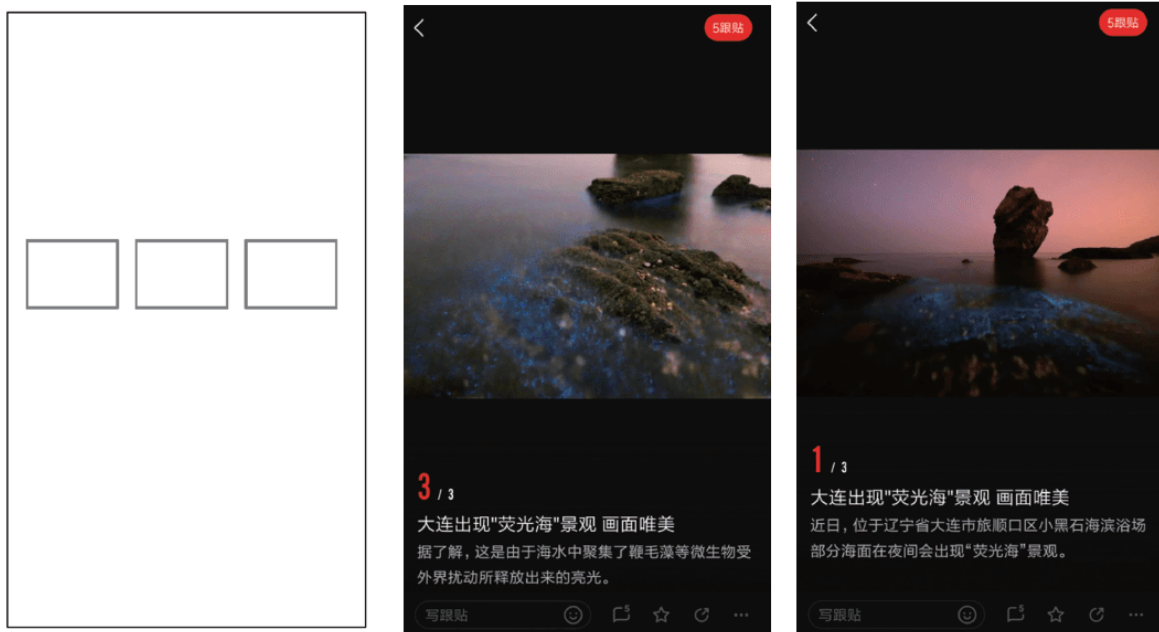 5跟贴
3 / 3
大连出现"荧光海"景观 画面唯美
据了解，这是由于海水中聚集了鞭毛藻等微生物受
外界扰动所释放出来的亮光。
写跟贴
5
5跟贴
1 / 3
大连出现"荧光海"景观 画面唯美
近日，位于辽宁省大连市旅顺口区小黑石海滨浴场
部分海面在夜间会出现“荧光海”景观。
写跟贴
5